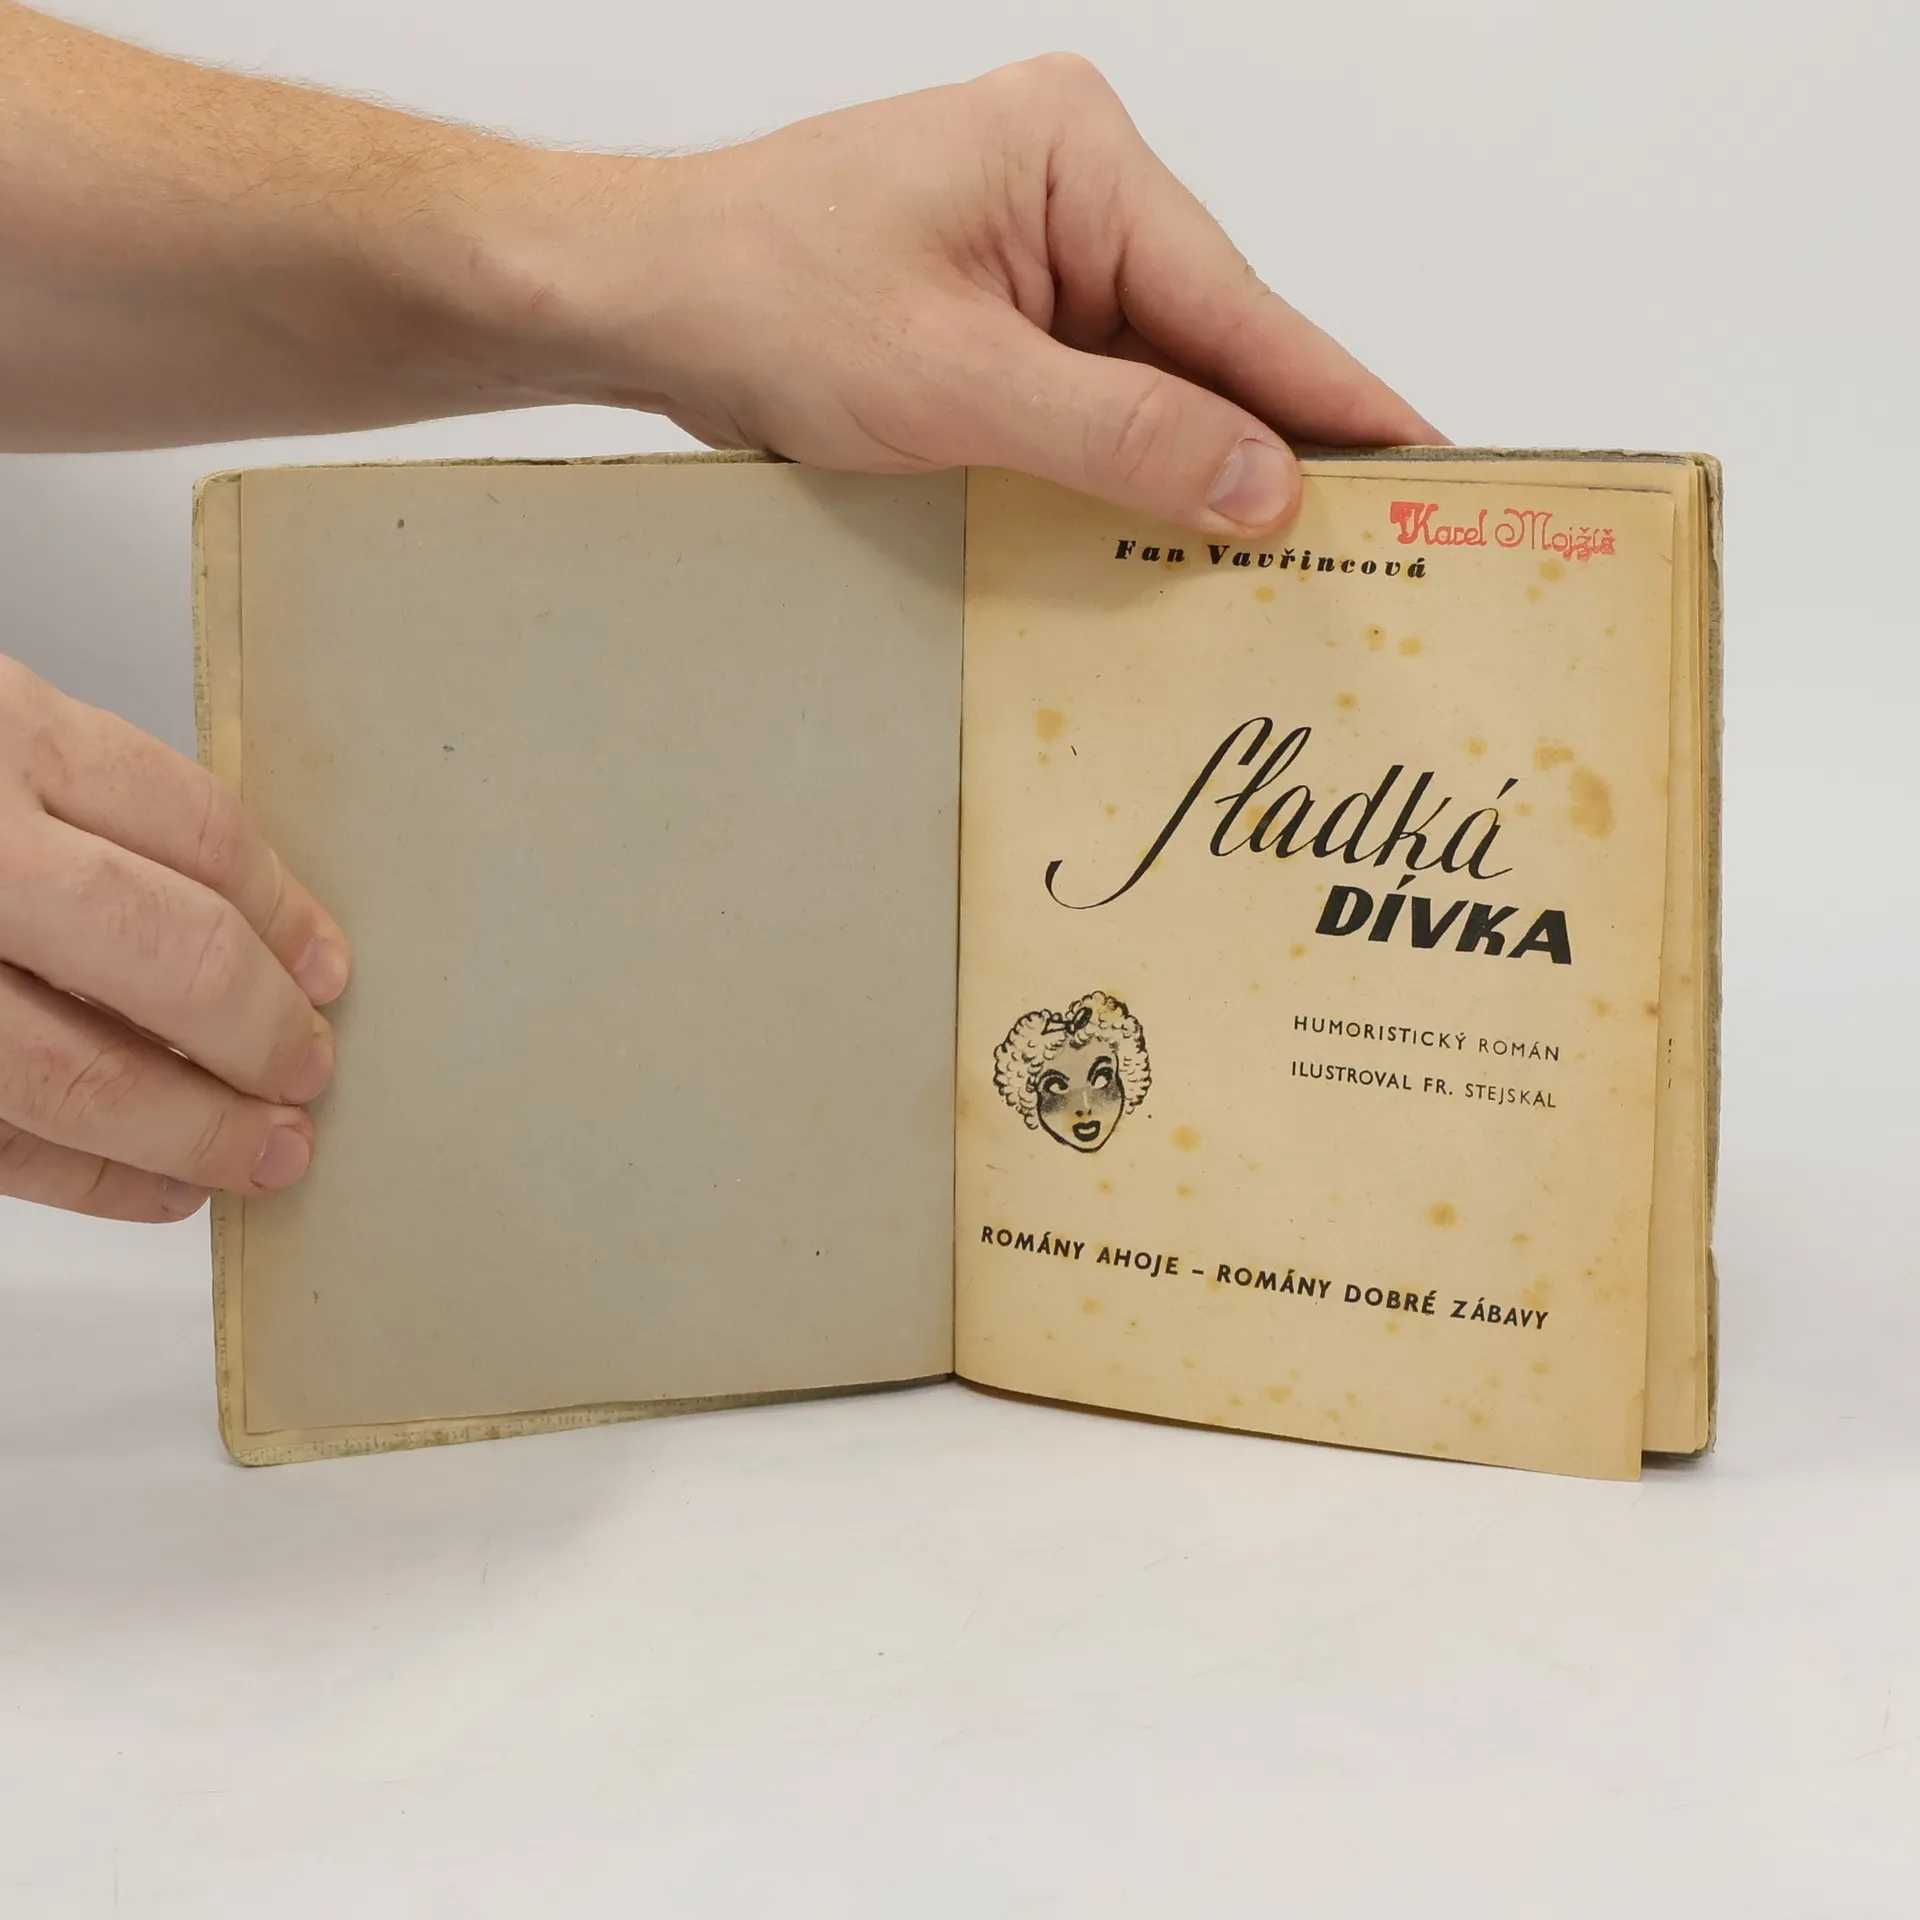 Karel Mojžíš
Fan Vavřincová
Sladká
DÍVKA
HUMORISTICKÝ ROMÁN
ILUSTROVAL FR. STEJSKAL
ROMÁNY AHOJE – ROMÁNY DOBRÉ ZÁBAVY